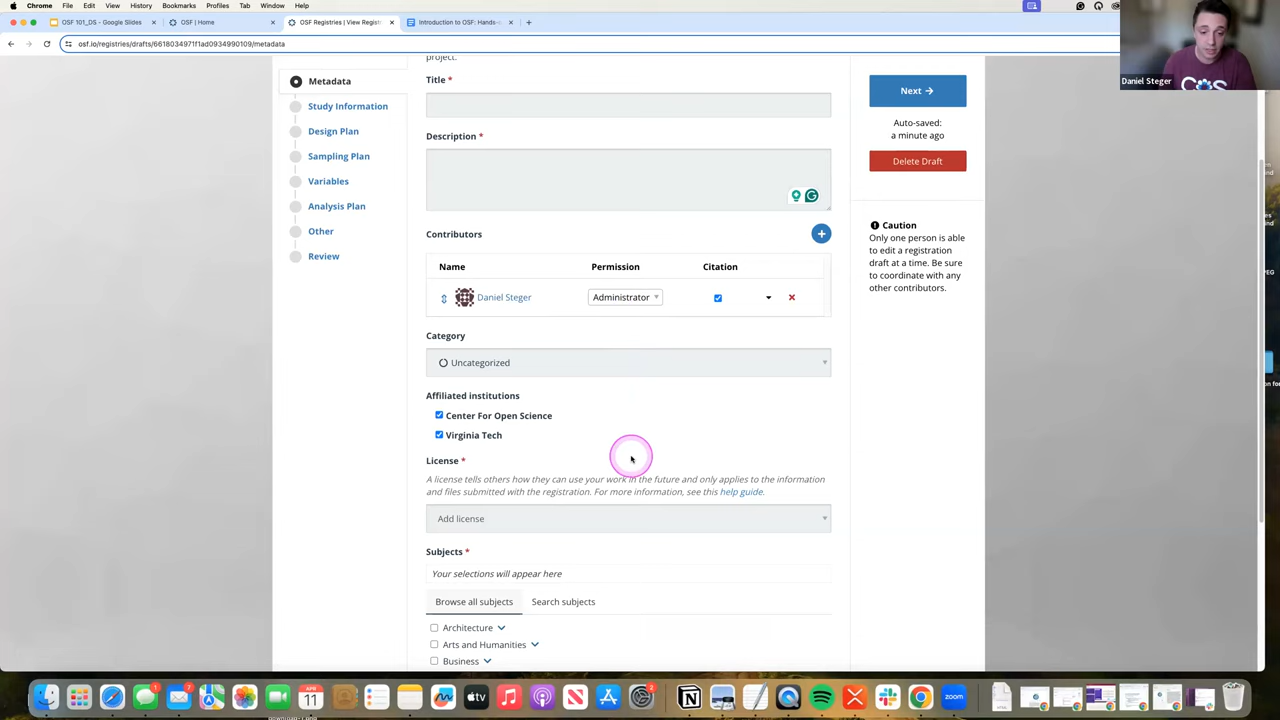 Chrome File Edit View History Bookmarks Profiles Tab Window Help
OSF 101_OS - Google Slides
OSF | Home
OSF Registries | View Regist
Introduction to OSF: Hands-o
osf.io/registries/drafts/6618034971f1ad0934990109/metadata
Daniel Steger
COS
project.
Metadata
Study Information
Design Plan
Sampling Plan
Variables
Analysis Plan
Other
Review
Title *
Description *
Contributors
Name Permission Citation
Daniel Steger Administrator
Category
Uncategorized
Affiliated institutions
Center For Open Science
Virginia Tech
License *
A license tells others how they can use your work in the future and only applies to the information
and files submitted with the registration. For more information, see this help guide.
Add license
Subjects *
Your selections will appear here
Browse all subjects Search subjects
Architecture
Arts and Humanities
Business
Next
Auto-saved:
a minute ago
Delete Draft
Caution
Only one person is able
to edit a registration
draft at a time. Be sure
to coordinate with any
other contributors.
APR
11
tv
zoom